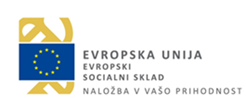 EVROPSKA UNIJA
EVROPSKI
SOCIALNI SKLAD
NALOŽBA V VAŠO PRIHODNOST